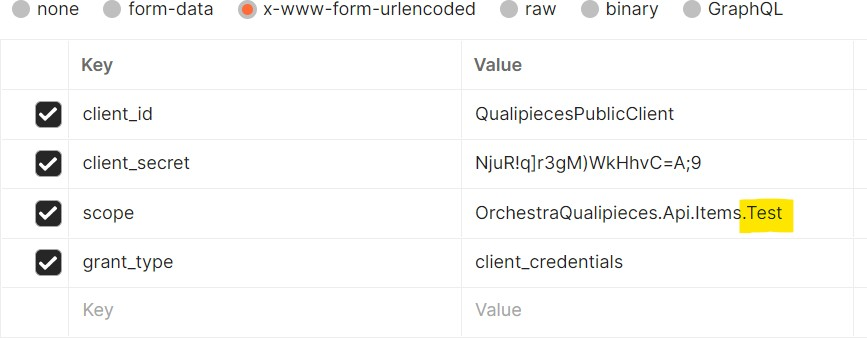 none form-data x-www-form-urlencoded raw binary GraphQL
Key Value
client_id QualipiecesPublicClient
client_secret NjuR!q]r3gM)WkHhvC=A;9
scope OrchestraQualipieces.Api.Items.Test
grant_type client_credentials
Key Value